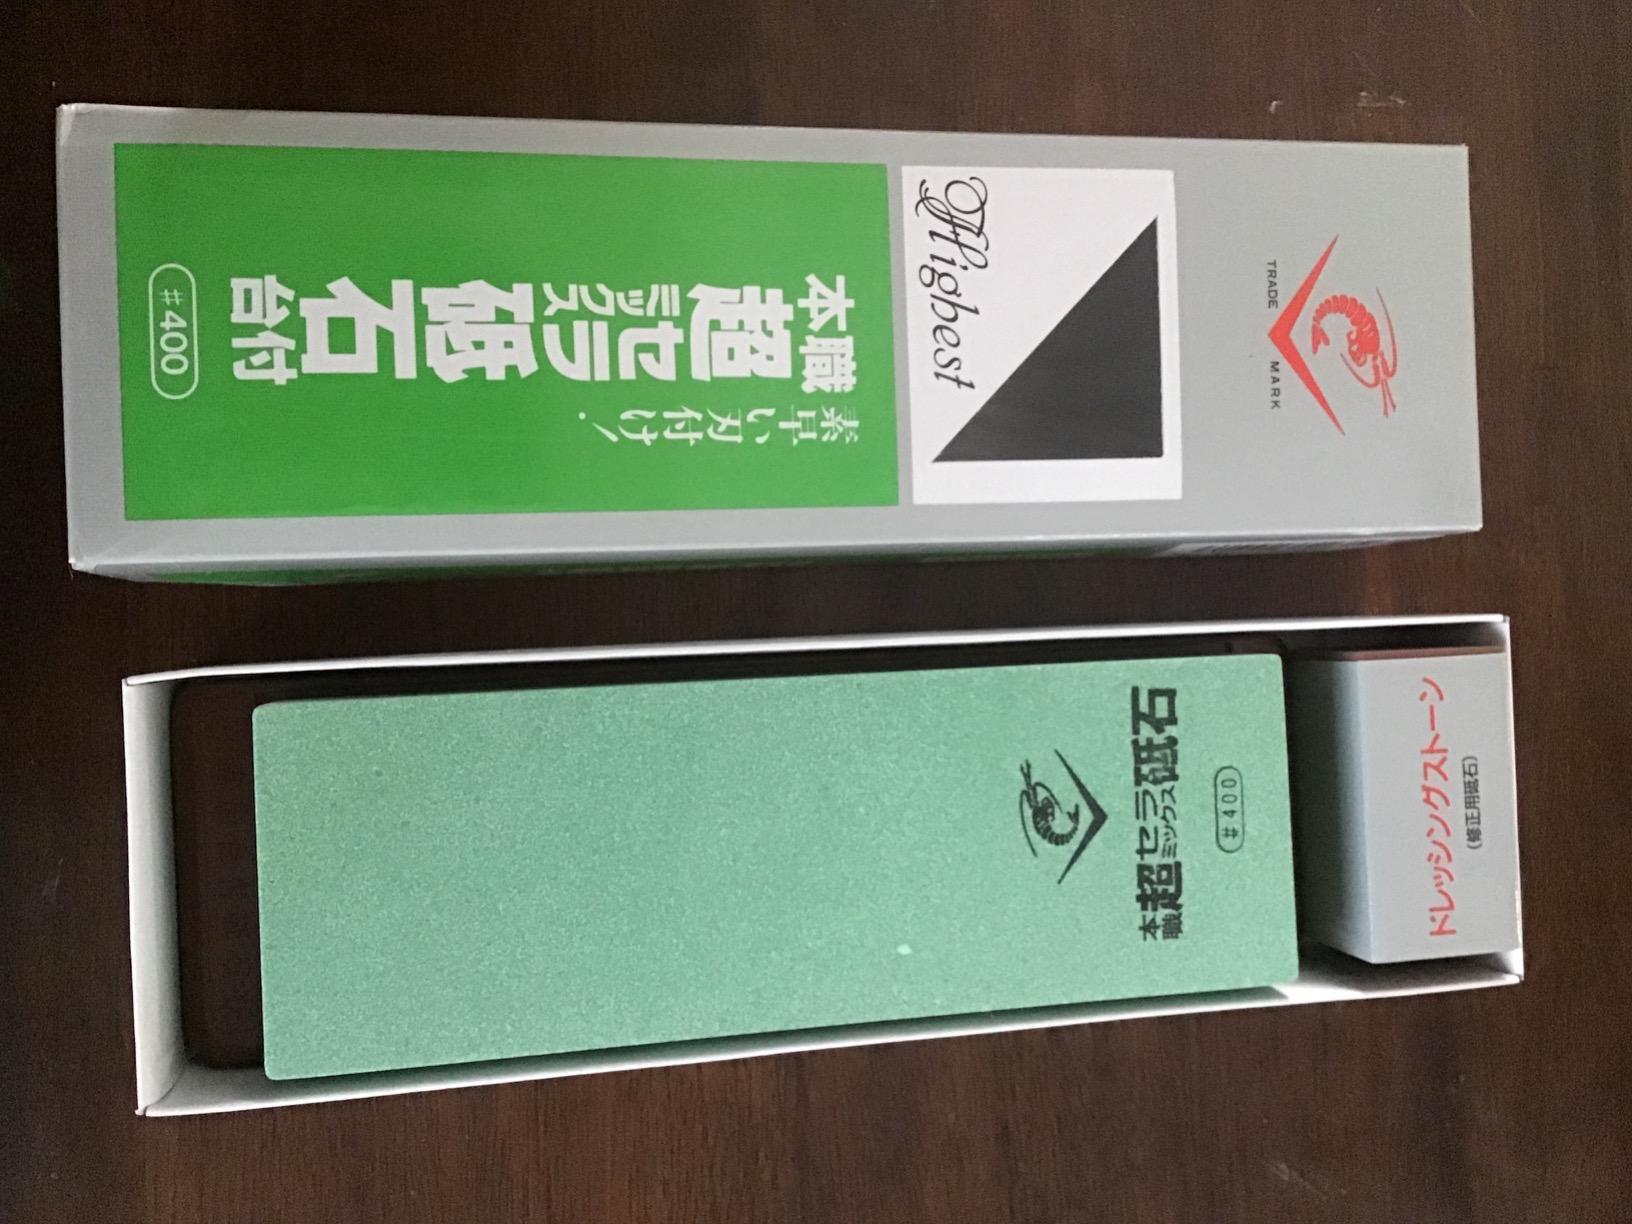 TRADE MARK
Highest
素早い刃付け!
本職超セラミックス砥石台付
#400
本職超セラミックス砥石
#400
ドレッシングストーン
(修正用砥石)